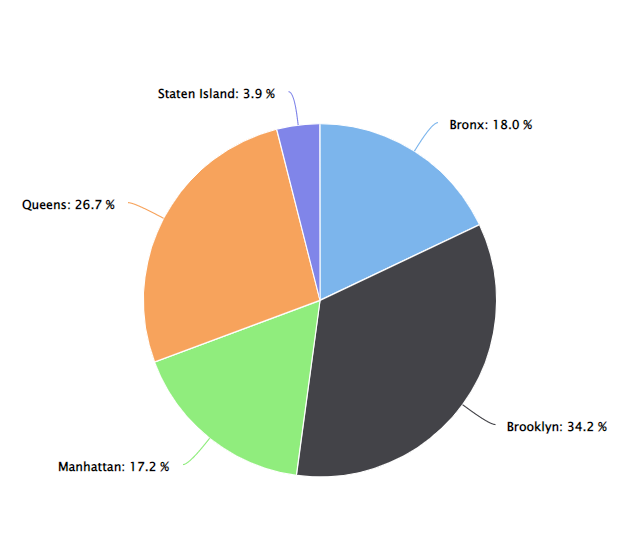 Staten Island: 3.9 %
Bronx: 18.0 %
Queens: 26.7 %
Brooklyn: 34.2 %
Manhattan: 17.2 %